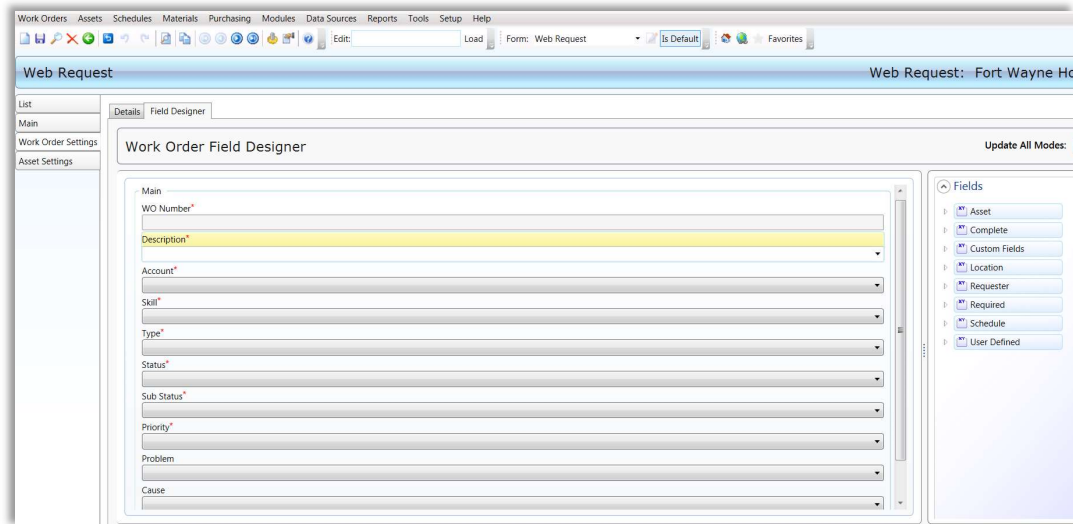 Work Orders Assets Schedules Materials Purchasing Modules Data Sources Reports Tools Setup Help
Edit: Load Form: Web Request Is Default Favorites
Web Request Web Request: Fort Wayne Ho
List
Main
Work Order Settings
Asset Settings
Details Field Designer
Work Order Field Designer Update All Modes:
Main
WO Number*
Description*
Account*
Skill*
Type*
Status*
Sub Status*
Priority*
Problem
Cause
Fields
Asset
Complete
Custom Fields
Location
Requester
Required
Schedule
User Defined